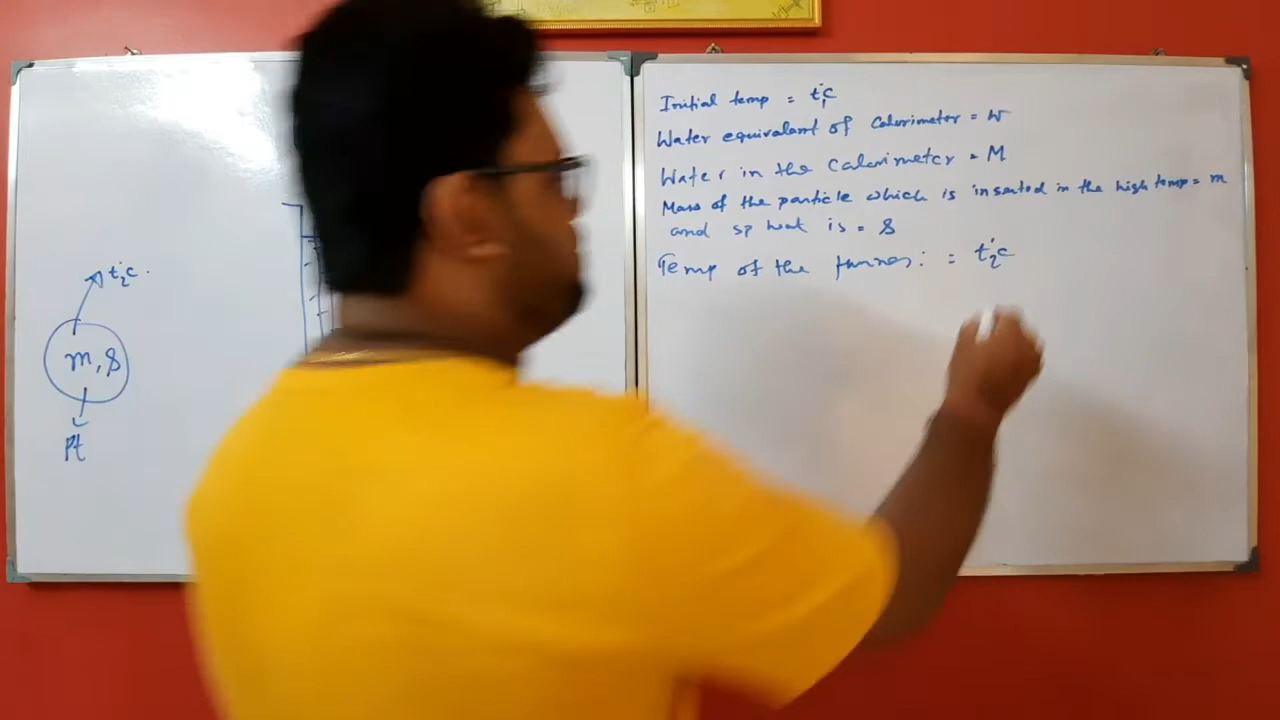 Initial temp = t₁°c
Water equivalent of calorimeter = W
Water in the calorimeter = M
Mass of the particle which is inserted in the high temp = m
and sp heat is = s
Temp of the = t₂°c
t₂°c.
m, s
Pt